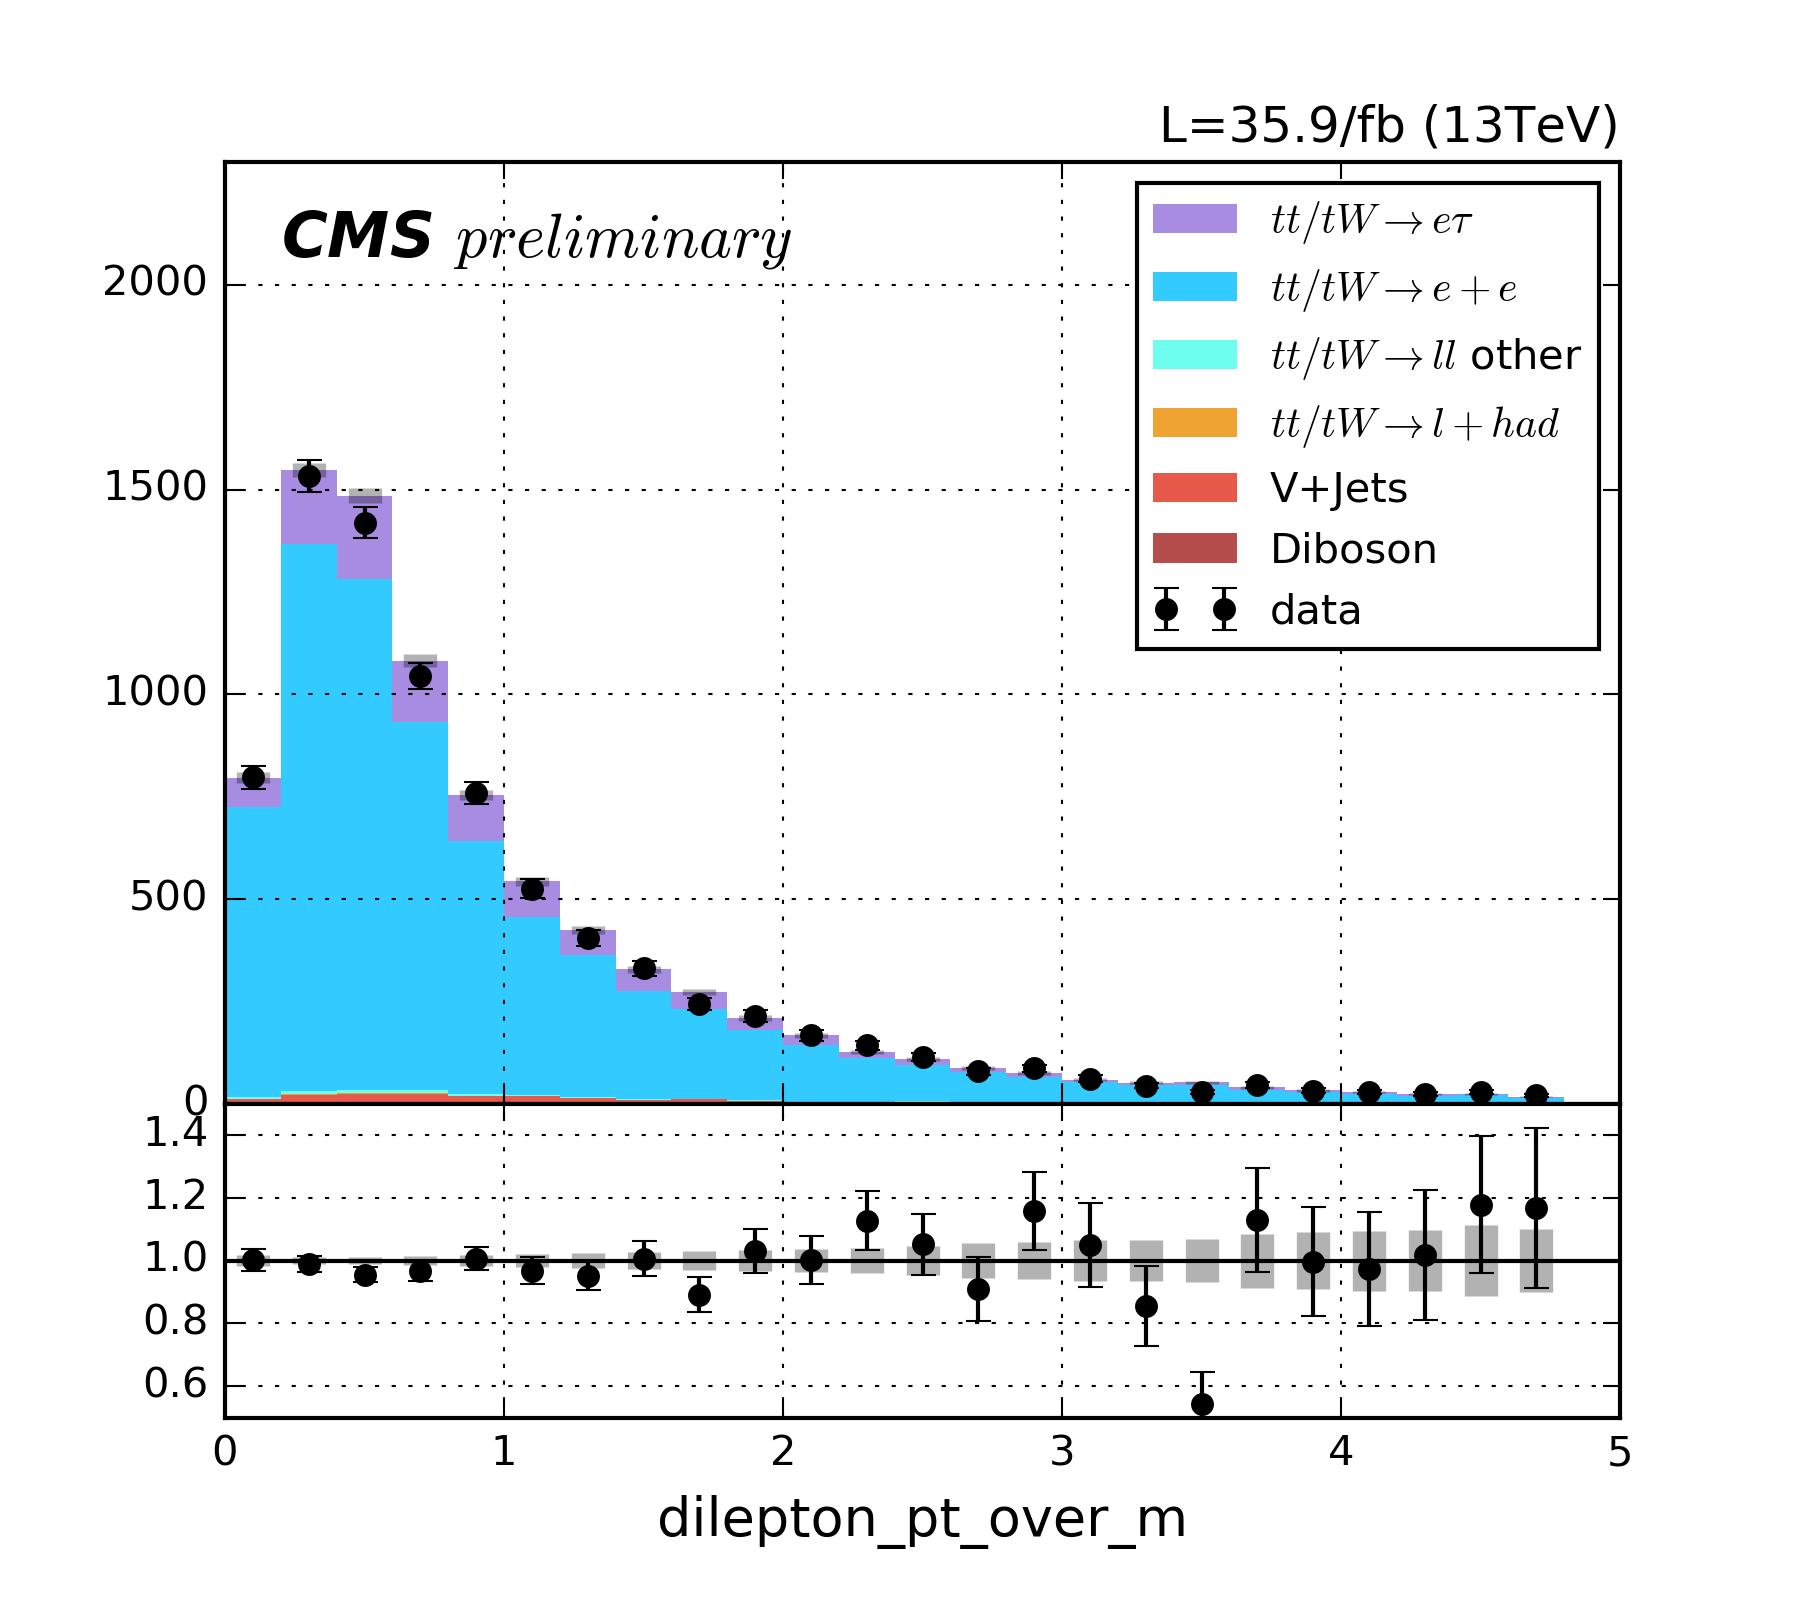 L=35.9/fb (13TeV)
CMS preliminary
tt/tW → eτ
tt/tW → e + e
tt/tW → ll other
tt/tW → l + had
V+Jets
Diboson
data
2000
1500
1000
500
0
1.4
1.2
1.0
0.8
0.6
0 1 2 3 4 5
dilepton_pt_over_m